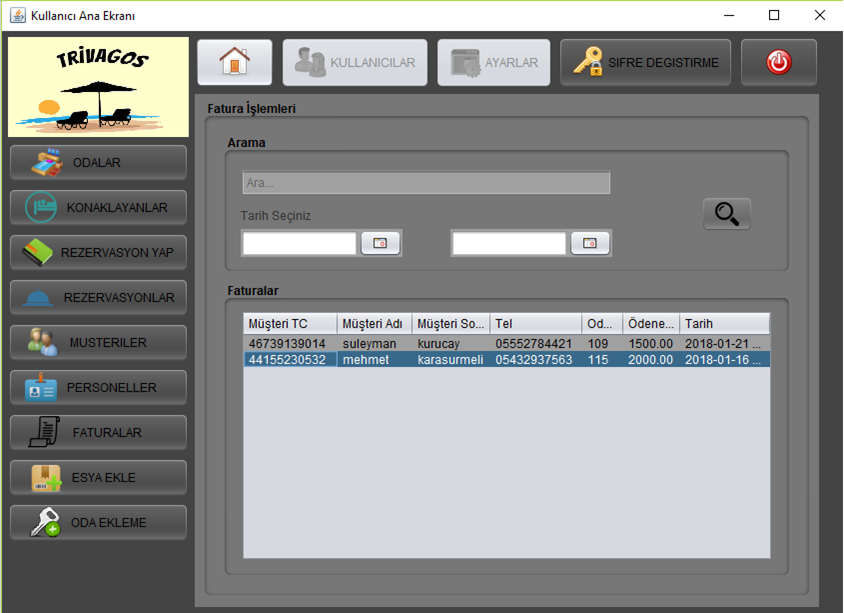 Kullanıcı Ana Ekranı
TRİVAGOS
KULLANICILAR
AYARLAR
SIFRE DEGISTIRME
ODALAR
KONAKLAYANLAR
REZERVASYON YAP
REZERVASYONLAR
MUSTERILER
PERSONELLER
FATURALAR
ESYA EKLE
ODA EKLEME
Fatura İşlemleri
Arama
Ara...
Tarih Seçiniz
Faturalar
Müşteri TC Müşteri Adı Müşteri So... Tel Od... Ödene... Tarih
46739139014 suleyman kurucay 05552784421 109 1500.00 2018-01-21 ...
44155230532 mehmet karasurmeli 05432937563 115 2000.00 2018-01-16 ...